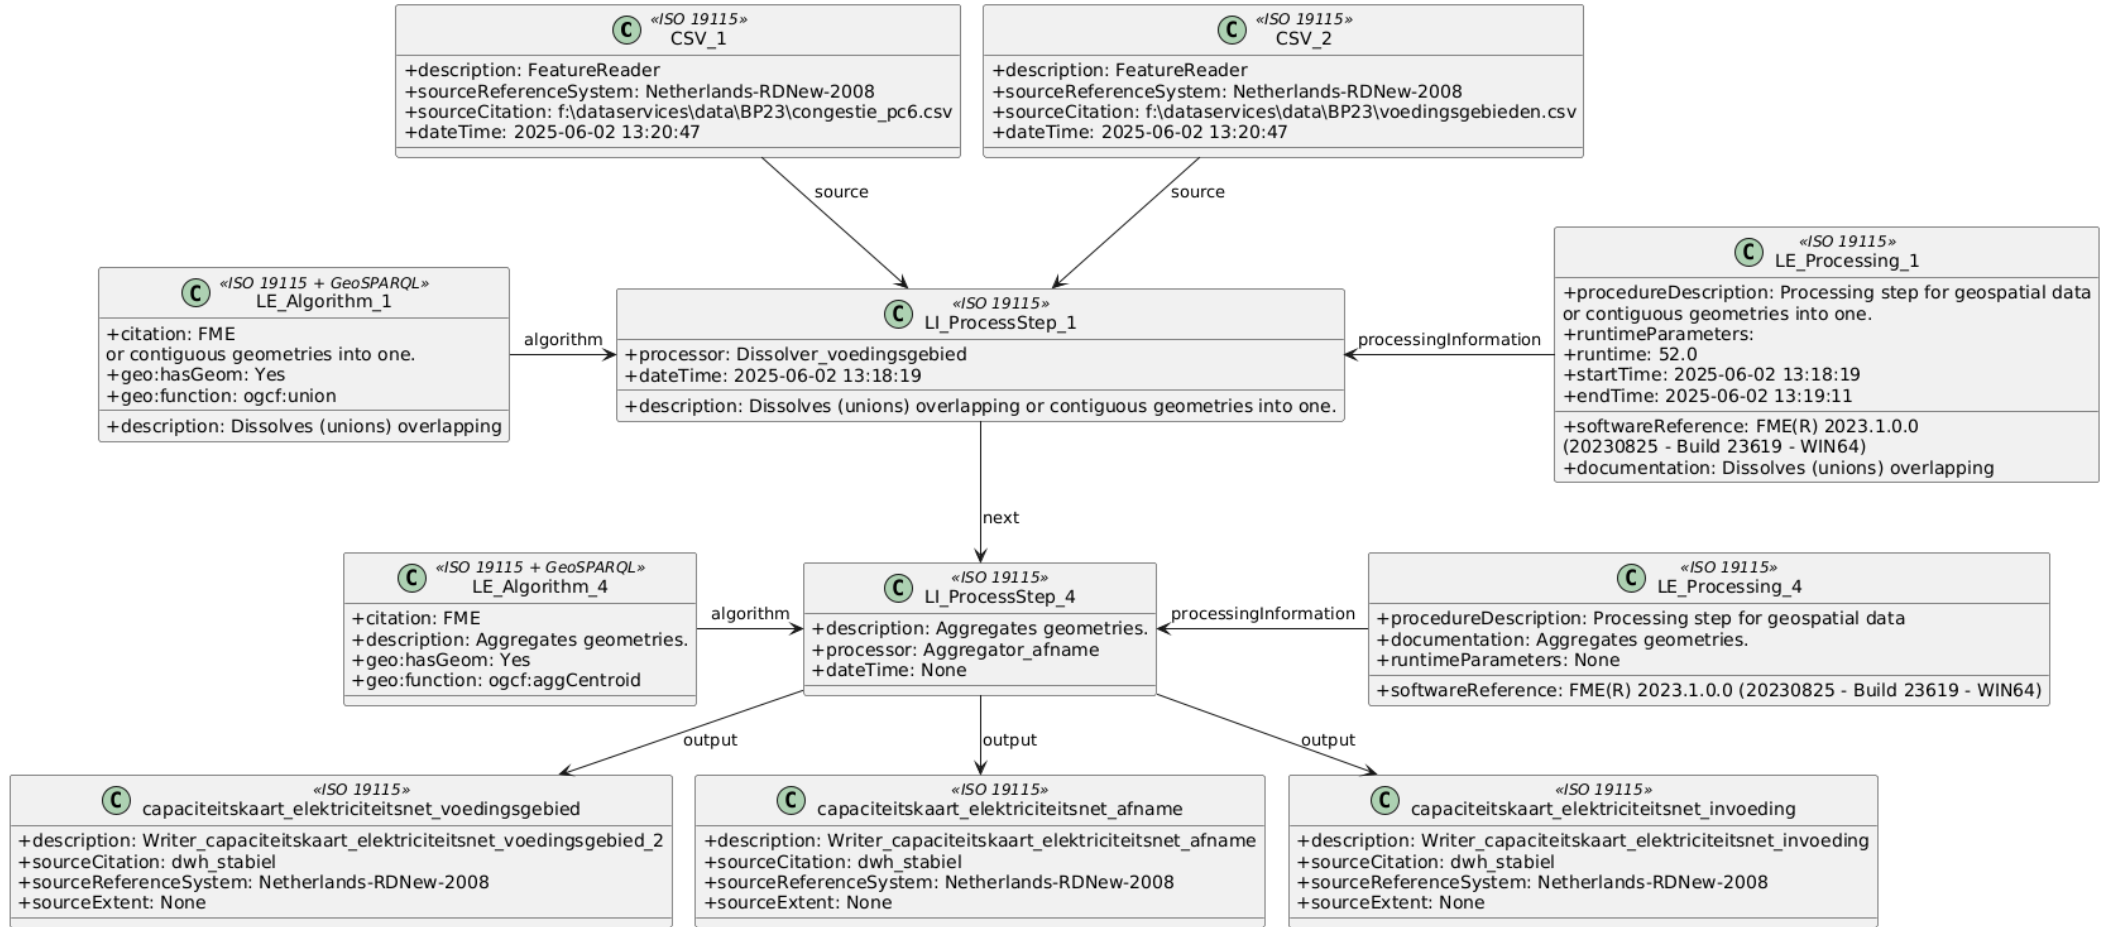 «ISO 19115»
C CSV_1
+description: FeatureReader
+sourceReferenceSystem: Netherlands-RDNew-2008
+sourceCitation: f:\dataservices\data\BP23\congestie_pc6.csv
+dateTime: 2025-06-02 13:20:47
«ISO 19115»
C CSV_2
+description: FeatureReader
+sourceReferenceSystem: Netherlands-RDNew-2008
+sourceCitation: f:\dataservices\data\BP23\voedingsgebieden.csv
+dateTime: 2025-06-02 13:20:47
source
source
«ISO 19115 + GeoSPARQL»
C LE_Algorithm_1
+citation: FME
or contiguous geometries into one.
+geo:hasGeom: Yes
+geo:function: ogcf:union
+description: Dissolves (unions) overlapping
algorithm
«ISO 19115»
C LI_ProcessStep_1
+processor: Dissolver_voedingsgebied
+dateTime: 2025-06-02 13:18:19
+description: Dissolves (unions) overlapping or contiguous geometries into one.
processingInformation
«ISO 19115»
C LE_Processing_1
+procedureDescription: Processing step for geospatial data
or contiguous geometries into one.
+runtimeParameters:
+runtime: 52.0
+startTime: 2025-06-02 13:18:19
+endTime: 2025-06-02 13:19:11
+softwareReference: FME(R) 2023.1.0.0
(20230825 - Build 23619 - WIN64)
+documentation: Dissolves (unions) overlapping
next
«ISO 19115 + GeoSPARQL»
C LE_Algorithm_4
+citation: FME
+description: Aggregates geometries.
+geo:hasGeom: Yes
+geo:function: ogcf:aggCentroid
algorithm
«ISO 19115»
C LI_ProcessStep_4
+description: Aggregates geometries.
+processor: Aggregator_afname
+dateTime: None
processingInformation
«ISO 19115»
C LE_Processing_4
+procedureDescription: Processing step for geospatial data
+documentation: Aggregates geometries.
+runtimeParameters: None
+softwareReference: FME(R) 2023.1.0.0 (20230825 - Build 23619 - WIN64)
output
output
output
«ISO 19115»
C capaciteitskaart_elektriciteitsnet_voedingsgebied
+description: Writer_capaciteitskaart_elektriciteitsnet_voedingsgebied_2
+sourceCitation: dwh_stabiel
+sourceReferenceSystem: Netherlands-RDNew-2008
+sourceExtent: None
«ISO 19115»
C capaciteitskaart_elektriciteitsnet_afname
+description: Writer_capaciteitskaart_elektriciteitsnet_afname
+sourceCitation: dwh_stabiel
+sourceReferenceSystem: Netherlands-RDNew-2008
+sourceExtent: None
«ISO 19115»
C capaciteitskaart_elektriciteitsnet_invoeding
+description: Writer_capaciteitskaart_elektriciteitsnet_invoeding
+sourceCitation: dwh_stabiel
+sourceReferenceSystem: Netherlands-RDNew-2008
+sourceExtent: None